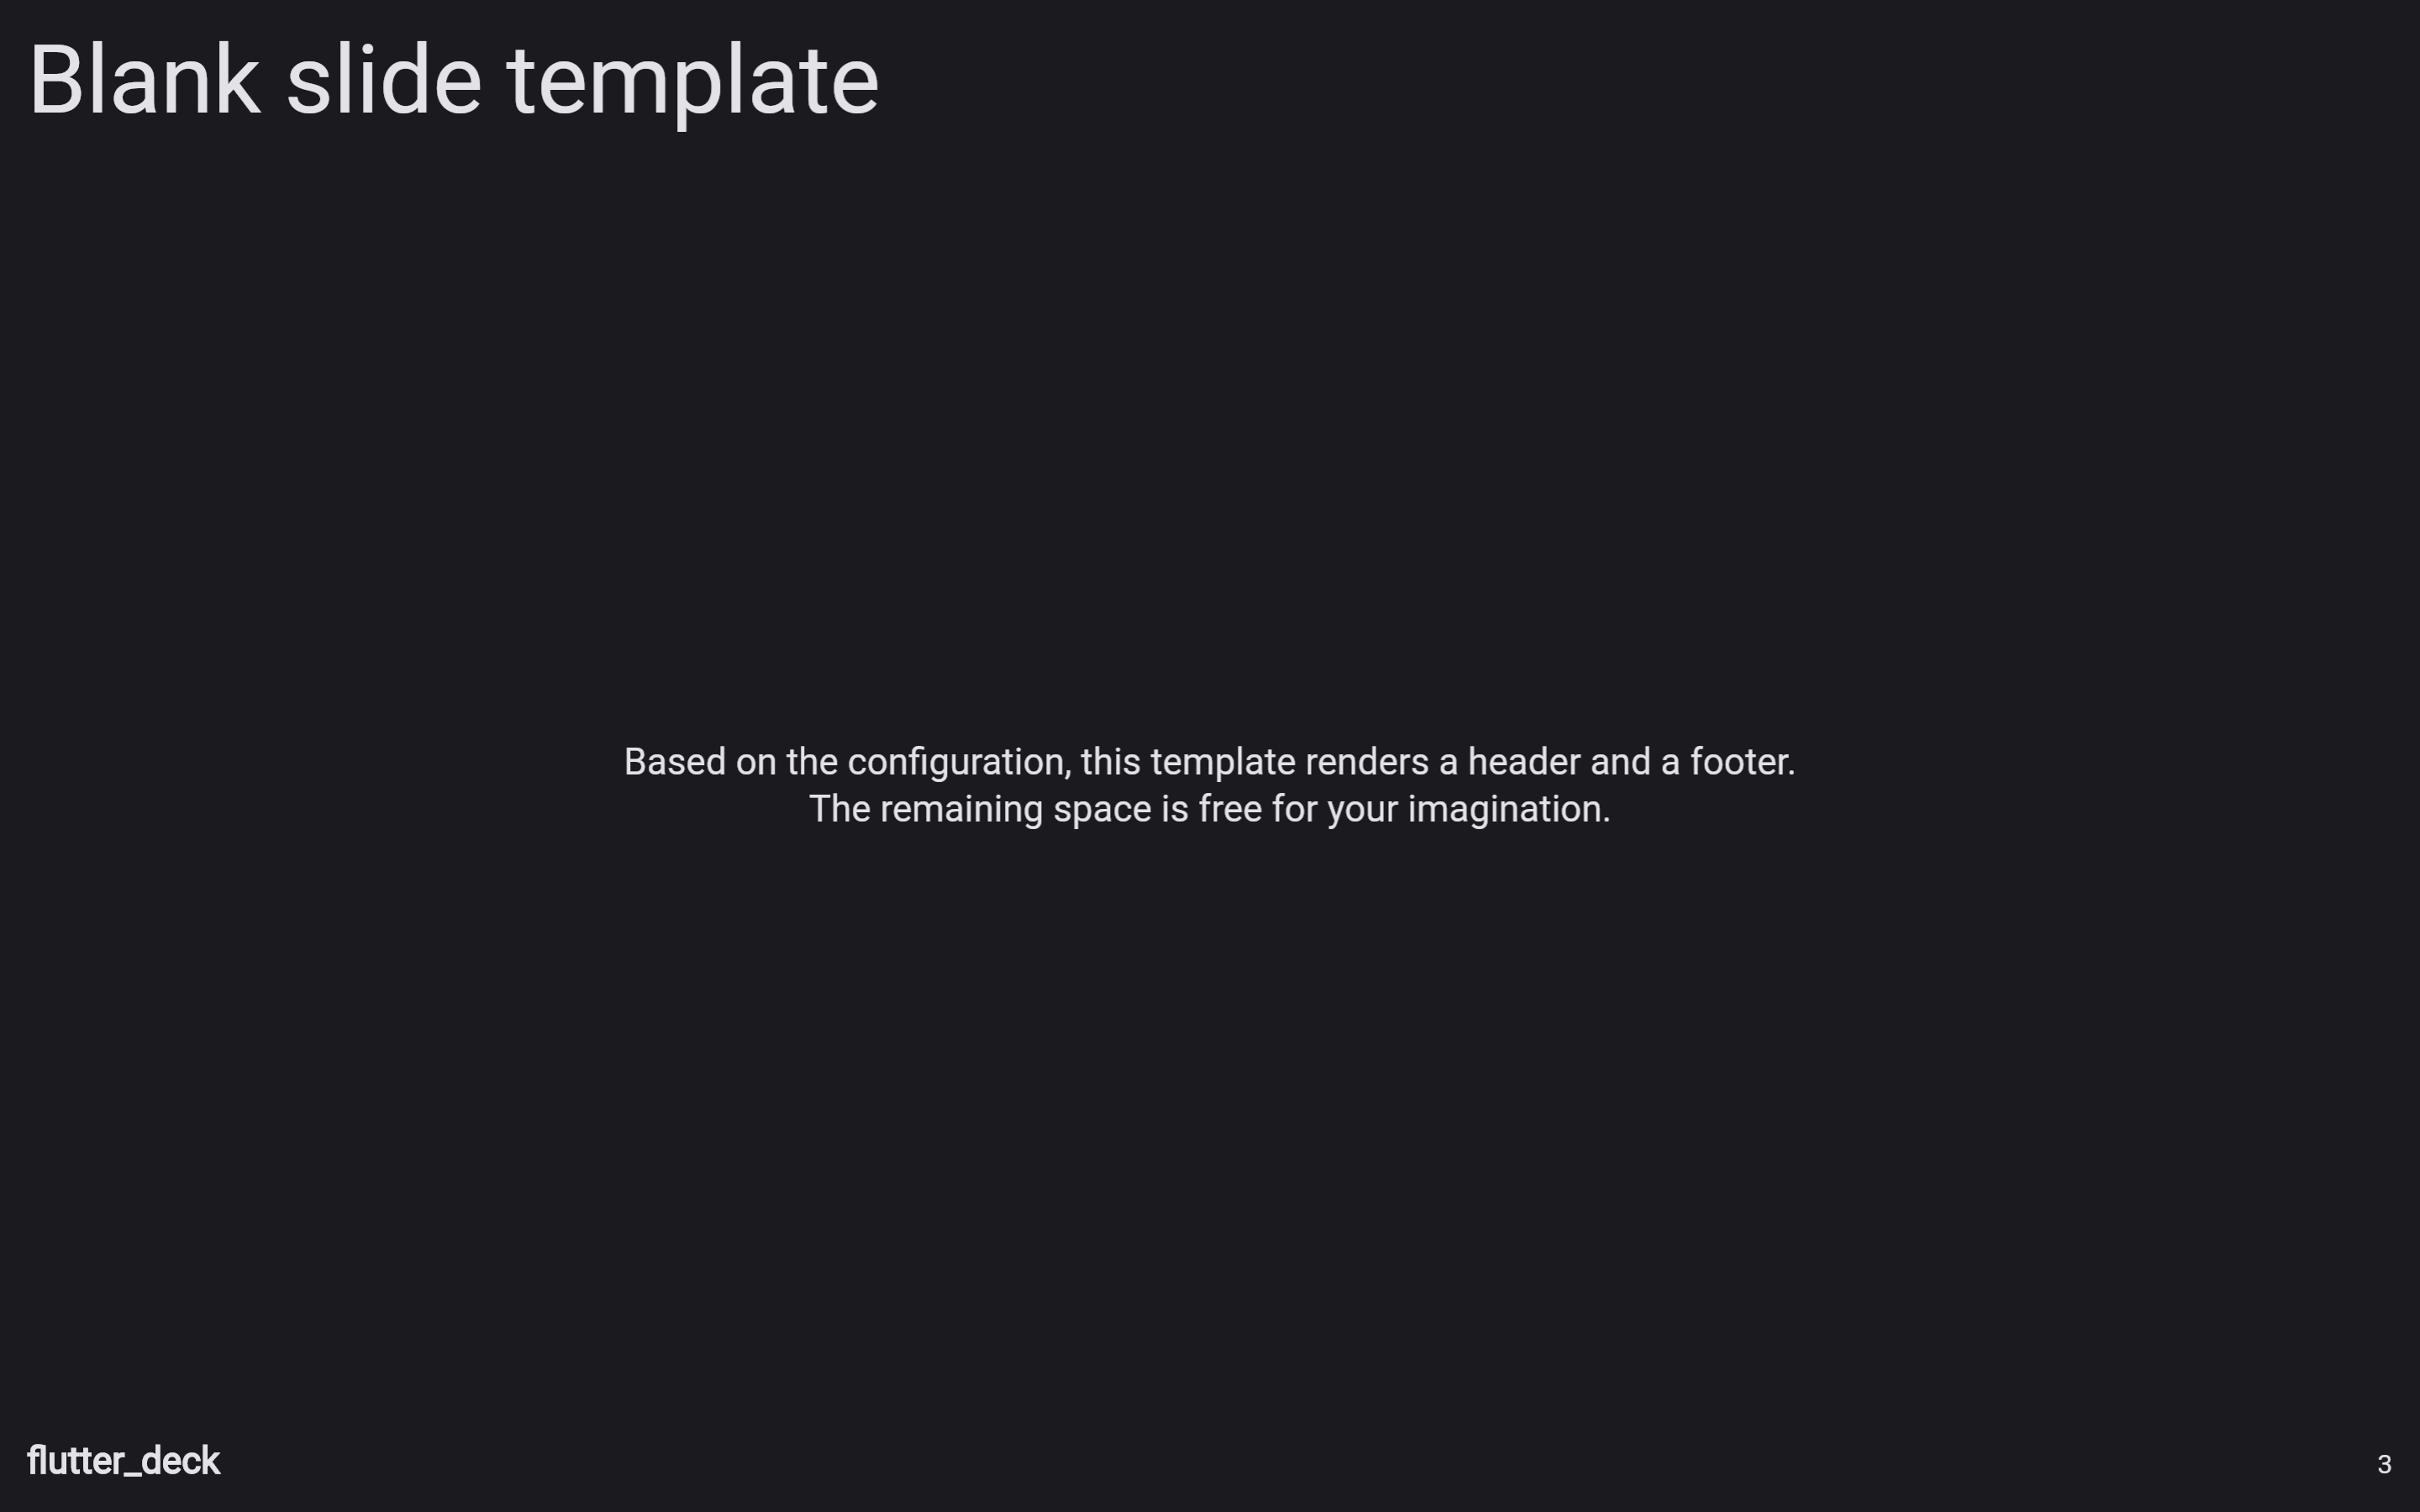 Blank slide template
Based on the configuration, this template renders a header and a footer.
The remaining space is free for your imagination.
flutter_deck
3